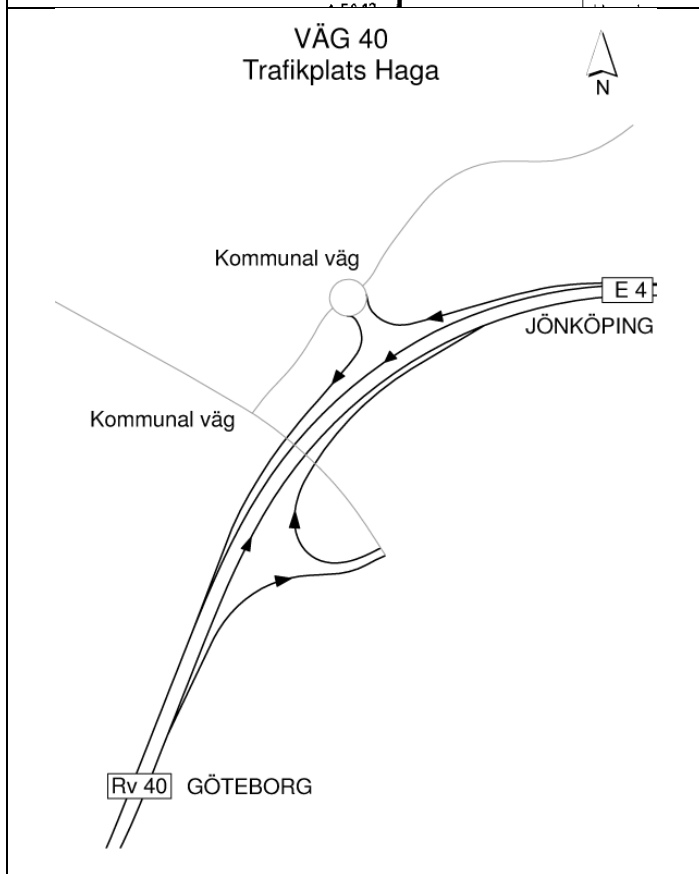 VÄG 40
Trafikplats Haga
N
Kommunal väg
E 4
JÖNKÖPING
Kommunal väg
Rv 40
GÖTEBORG